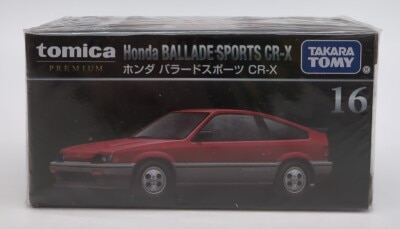 tomica
PREMIUM
Honda BALLADE SPORTS CR-X
ホンダ バラードスポーツ CR-X
TAKARA
TOMY
16